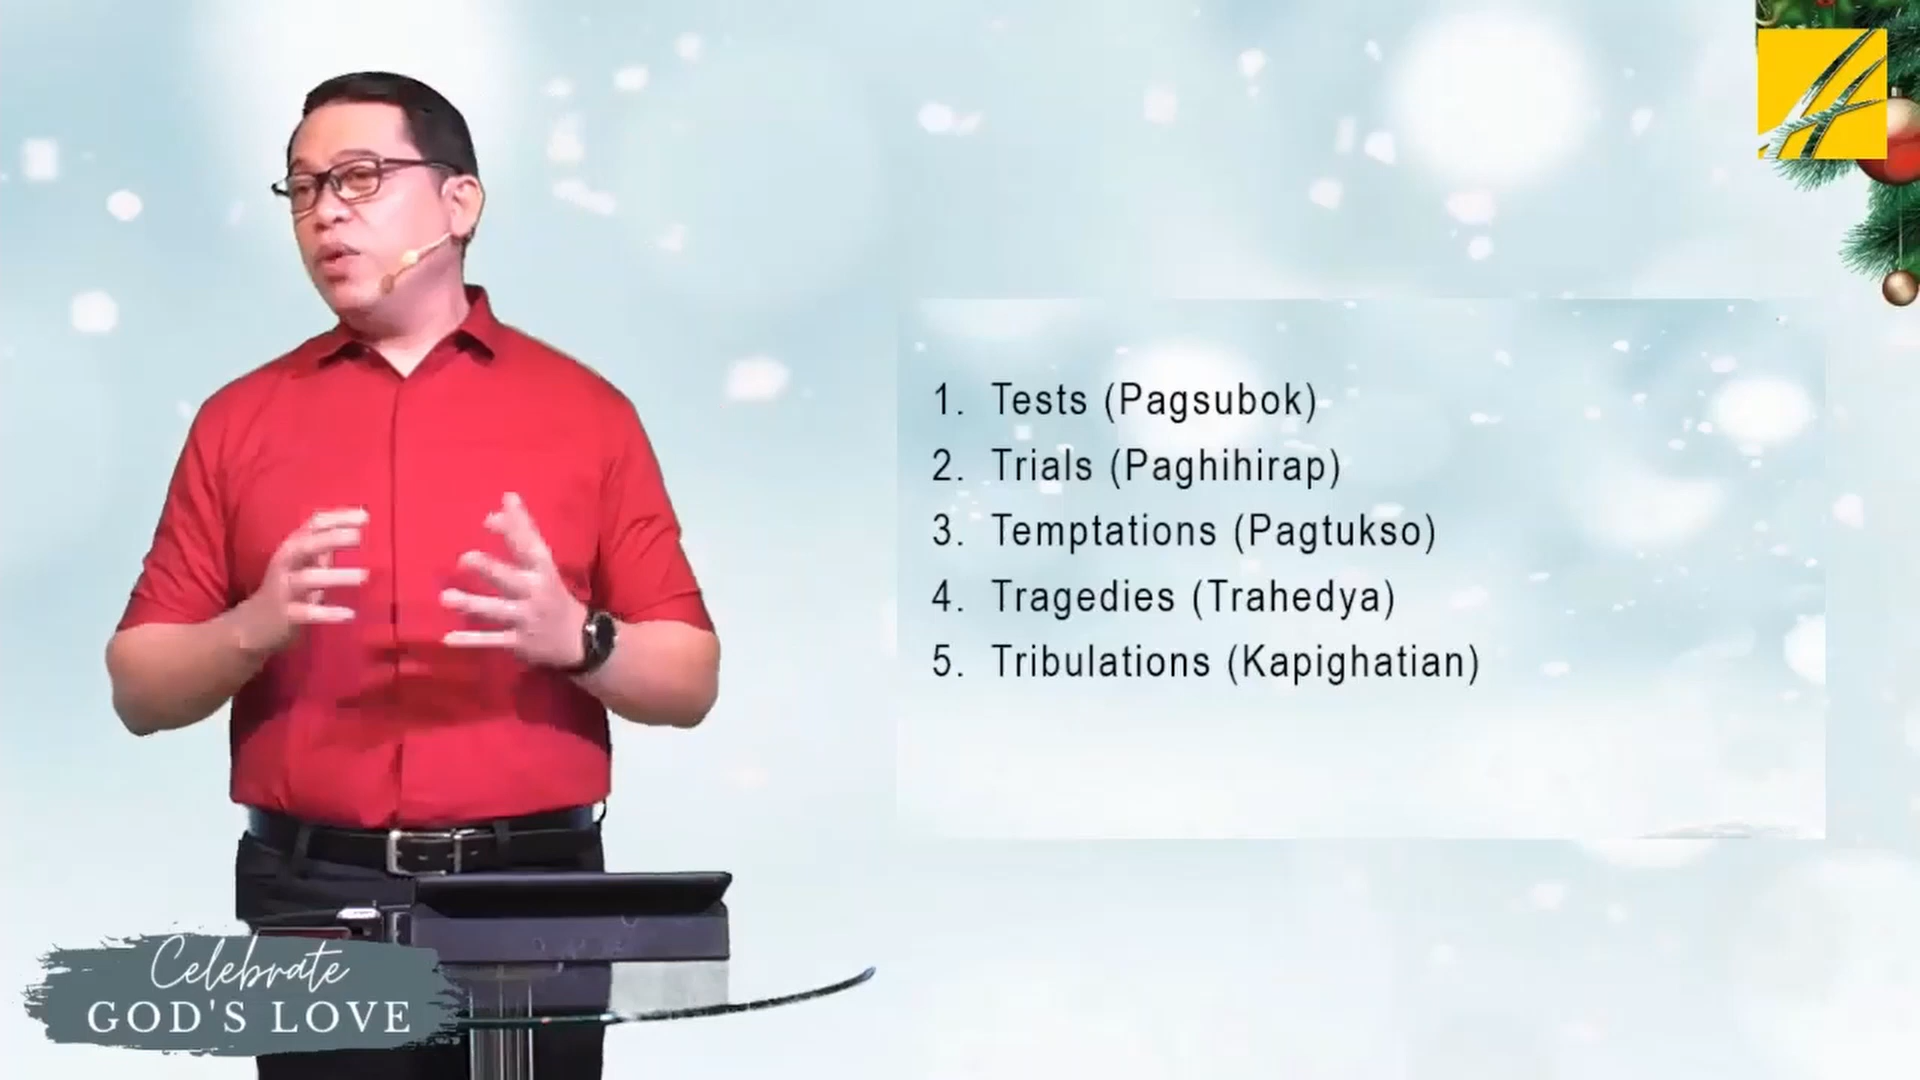 1. Tests (Pagsubok)
2. Trials (Paghihirap)
3. Temptations (Pagtukso)
4. Tragedies (Trahedya)
5. Tribulations (Kapighatian)
Celebrate
GOD'S LOVE